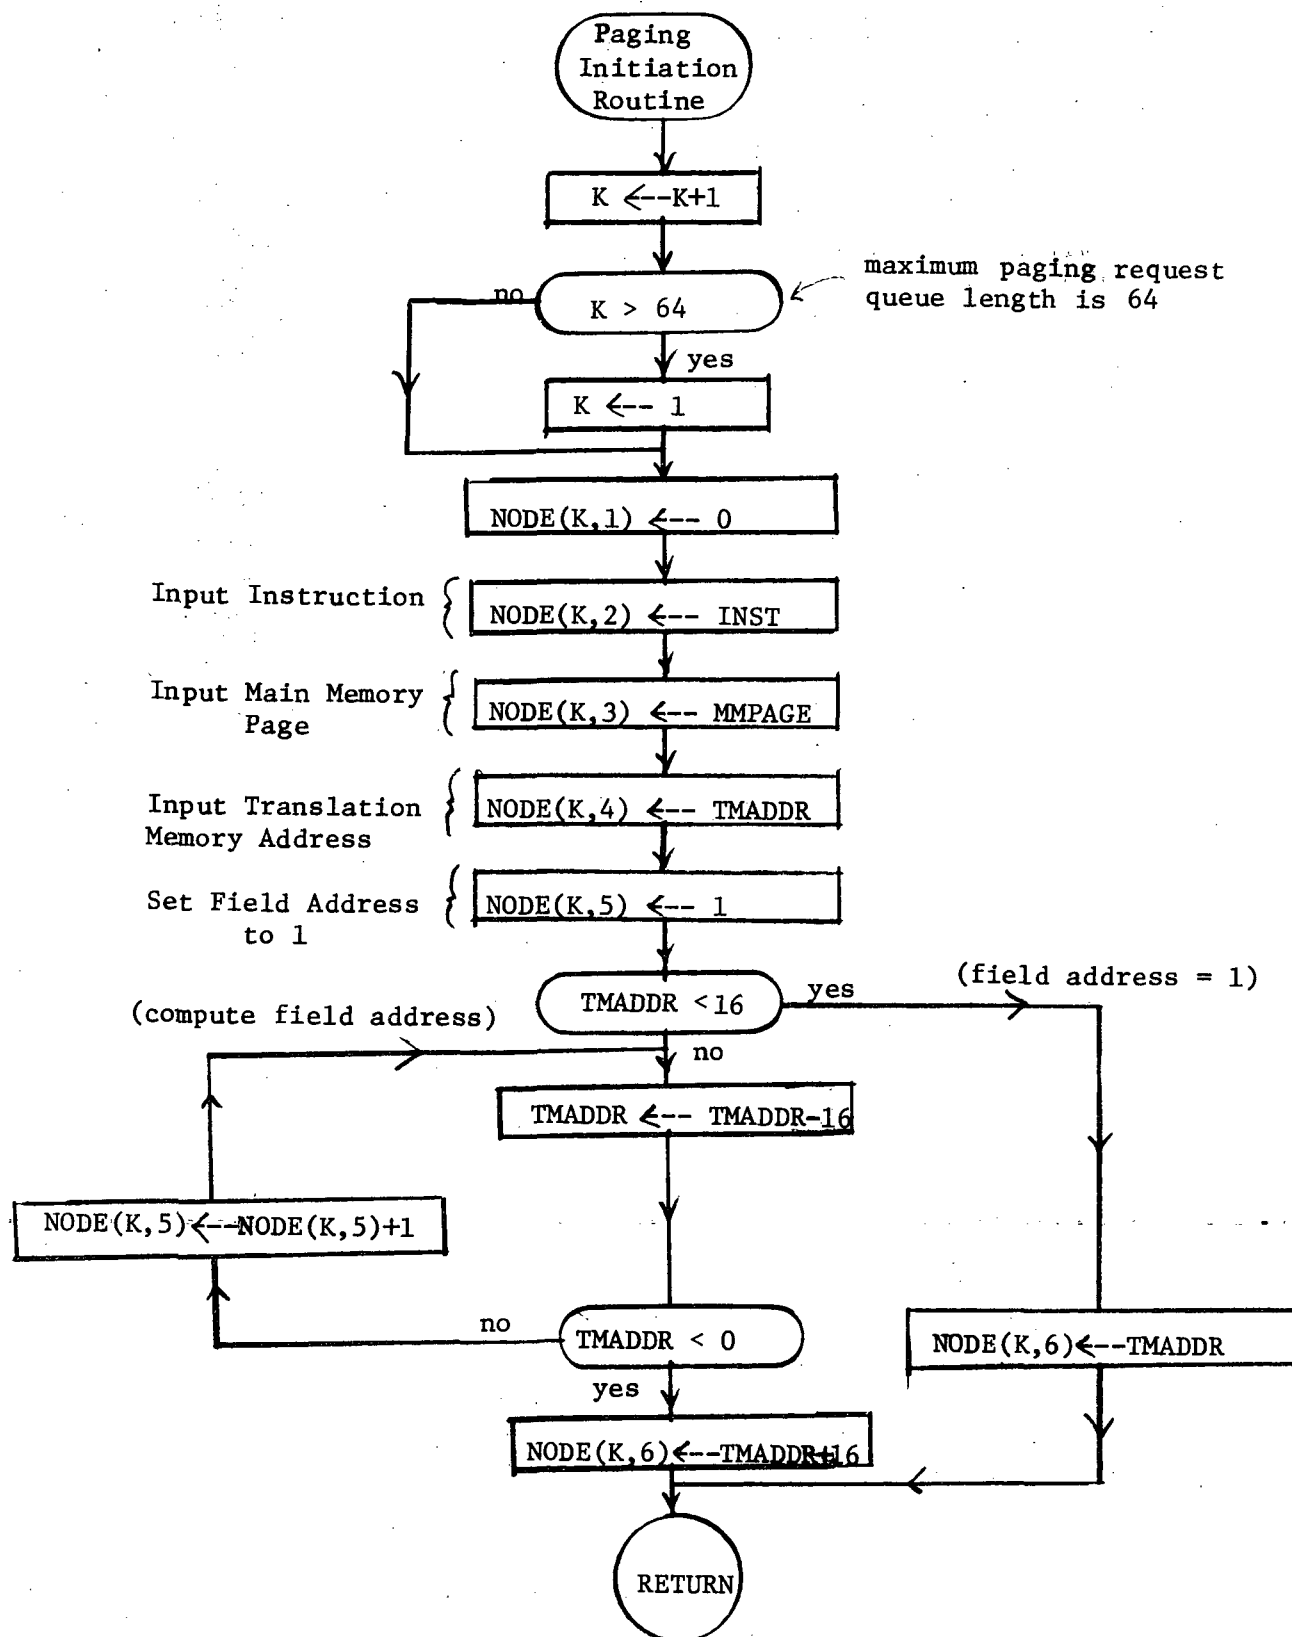 Paging
Initiation
Routine
K <--K+1
maximum paging request
queue length is 64
no
K > 64
yes
K <-- 1
NODE(K,1) <-- 0
Input Instruction
NODE(K,2) <-- INST
Input Main Memory
Page
NODE(K,3) <-- MMPAGE
Input Translation
Memory Address
NODE(K,4) <-- TMADDR
Set Field Address
to 1
NODE(K,5) <-- 1
TMADDR <16
yes
(field address = 1)
(compute field address)
no
TMADDR <-- TMADDR-16
NODE(K,5)<--NODE(K,5)+1
no
TMADDR < 0
NODE(K,6)<--TMADDR
yes
NODE(K,6)<--TMADDR+16
RETURN